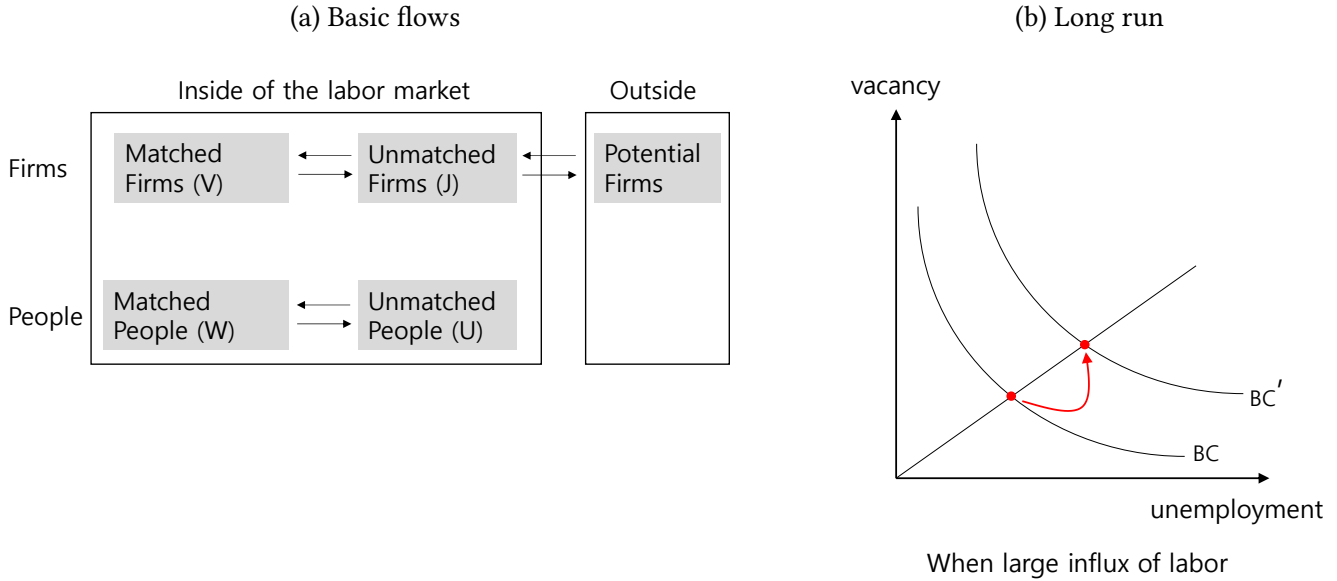 (a) Basic flows
Inside of the labor market
Outside
Firms
Matched
Firms (V)
Unmatched
Firms (J)
Potential
Firms
People
Matched
People (W)
Unmatched
People (U)
(b) Long run
vacancy
BC′
BC
unemployment
When large influx of labor